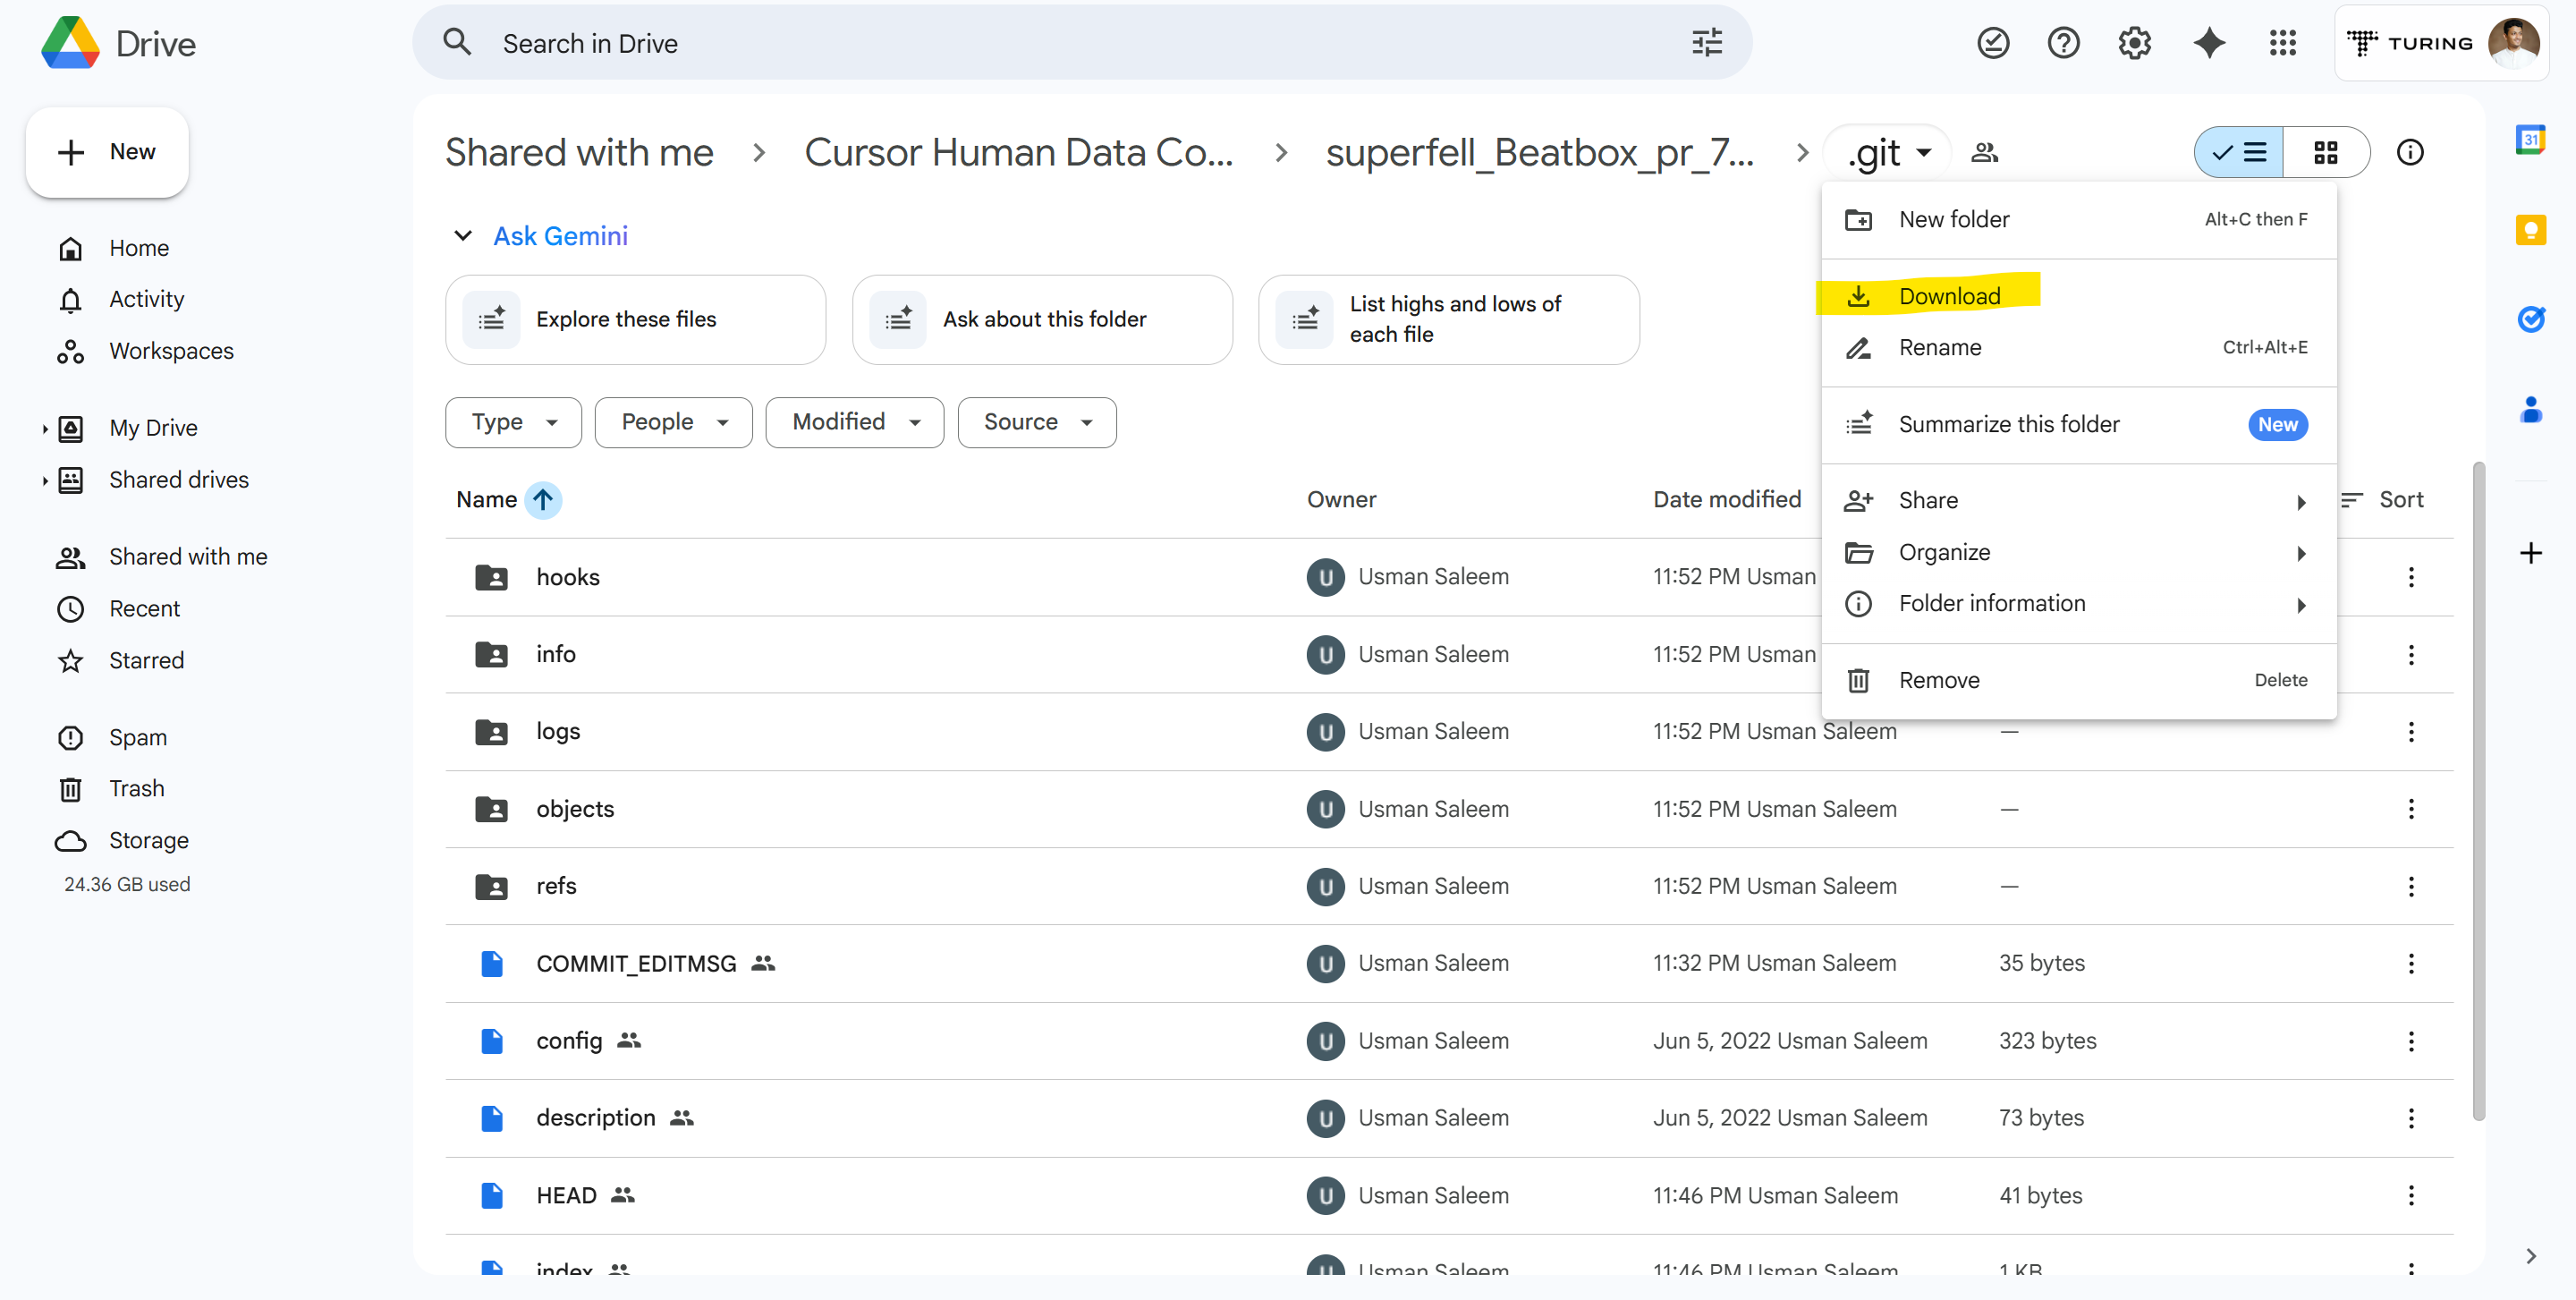 Drive
Search in Drive
TURING
New
Home
Activity
Workspaces
My Drive
Shared drives
Shared with me
Recent
Starred
Spam
Trash
Storage
24.36 GB used
Shared with me
Cursor Human Data Co...
superfell_Beatbox_pr_7...
.git
Ask Gemini
Explore these files
Ask about this folder
List highs and lows of
each file
Type
People
Modified
Source
New folder Alt+C then F
Download
Rename Ctrl+Alt+E
Summarize this folder New
Share
Organize
Folder information
Remove Delete
Name Owner Date modified Sort
hooks U Usman Saleem 11:52 PM Usman
info U Usman Saleem 11:52 PM Usman
logs U Usman Saleem 11:52 PM Usman Saleem —
objects U Usman Saleem 11:52 PM Usman Saleem —
refs U Usman Saleem 11:52 PM Usman Saleem —
COMMIT_EDITMSG U Usman Saleem 11:32 PM Usman Saleem 35 bytes
config U Usman Saleem Jun 5, 2022 Usman Saleem 323 bytes
description U Usman Saleem Jun 5, 2022 Usman Saleem 73 bytes
HEAD U Usman Saleem 11:46 PM Usman Saleem 41 bytes
index U Usman Saleem 11:46 PM Usman Saleem 1 KB
31